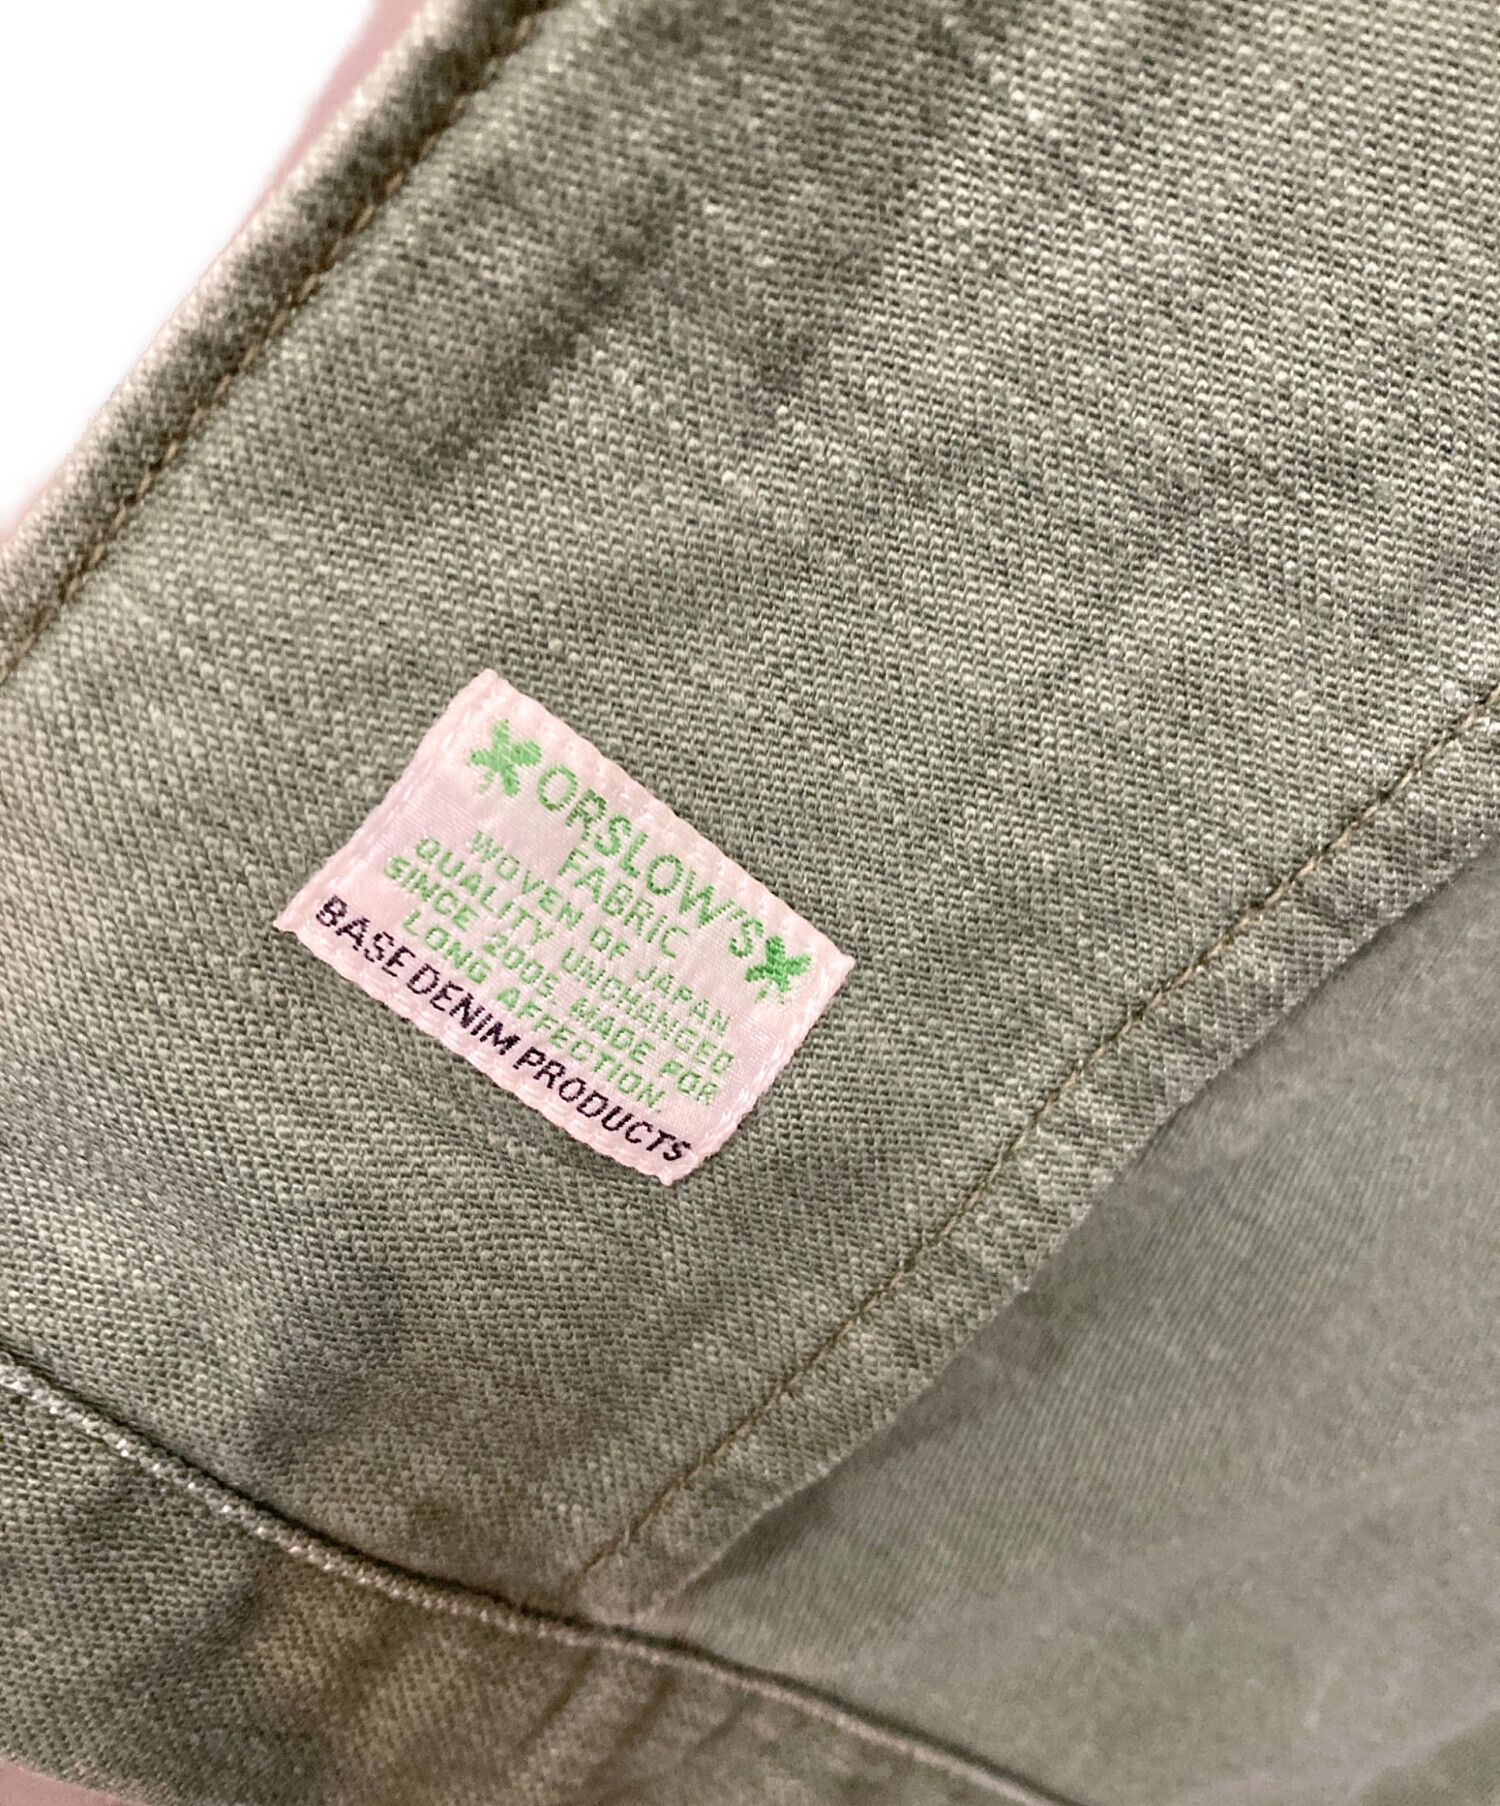 ORSLOW'S
FABRIC
WOVEN OF JAPAN
QUALITY UNCHANGED
SINCE 2005. MADE FOR
LONG AFFECTION.
BASE DENIM PRODUCTS